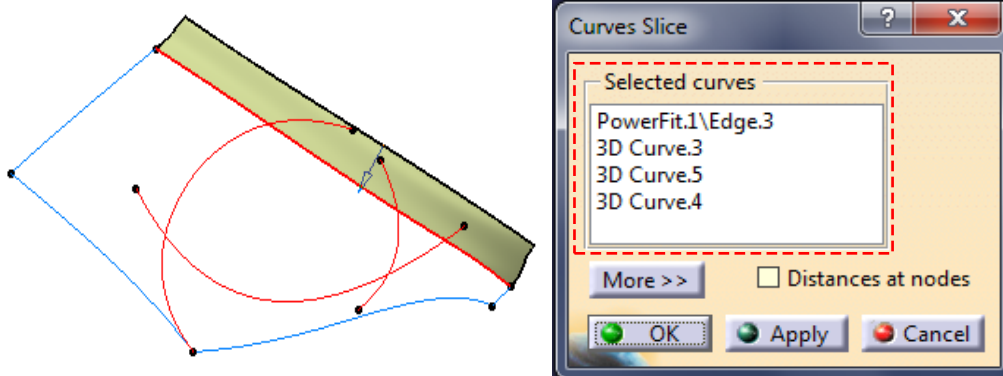 Curves Slice
?
Selected curves
PowerFit.1\Edge.3
3D Curve.3
3D Curve.5
3D Curve.4
More >>
Distances at nodes
OK
Apply
Cancel